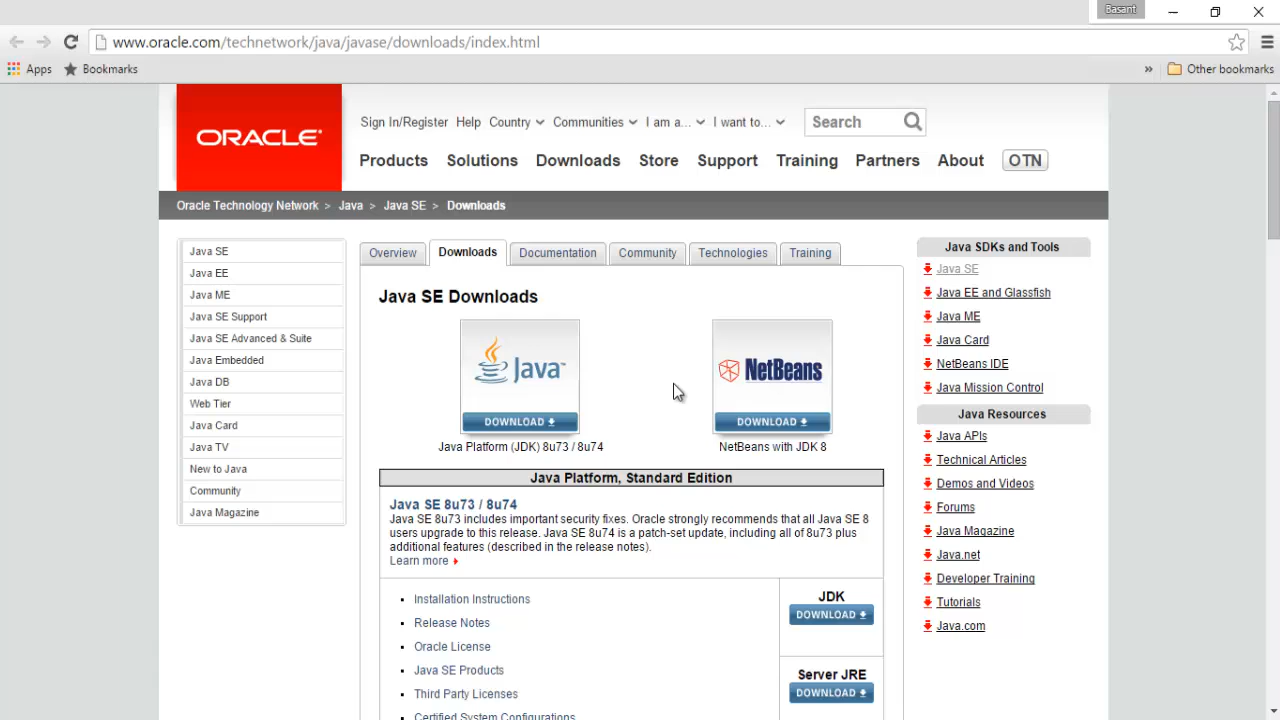 Basant
www.oracle.com/technetwork/java/javase/downloads/index.html
Apps
Bookmarks
»
Other bookmarks
ORACLE®
Sign In/Register Help Country Communities I am a... I want to... Search
Products Solutions Downloads Store Support Training Partners About OTN
Oracle Technology Network > Java > Java SE > Downloads
Java SE
Java EE
Java ME
Java SE Support
Java SE Advanced & Suite
Java Embedded
Java DB
Web Tier
Java Card
Java TV
New to Java
Community
Java Magazine
Overview Downloads Documentation Community Technologies Training
Java SE Downloads
Java™
DOWNLOAD
Java Platform (JDK) 8u73 / 8u74
NetBeans
DOWNLOAD
NetBeans with JDK 8
Java Platform, Standard Edition
Java SE 8u73 / 8u74
Java SE 8u73 includes important security fixes. Oracle strongly recommends that all Java SE 8
users upgrade to this release. Java SE 8u74 is a patch-set update, including all of 8u73 plus
additional features (described in the release notes).
Learn more
Installation Instructions
Release Notes
Oracle License
Java SE Products
Third Party Licenses
Certified System Configurations
JDK
DOWNLOAD
Server JRE
DOWNLOAD
Java SDKs and Tools
Java SE
Java EE and Glassfish
Java ME
Java Card
NetBeans IDE
Java Mission Control
Java Resources
Java APIs
Technical Articles
Demos and Videos
Forums
Java Magazine
Java.net
Developer Training
Tutorials
Java.com